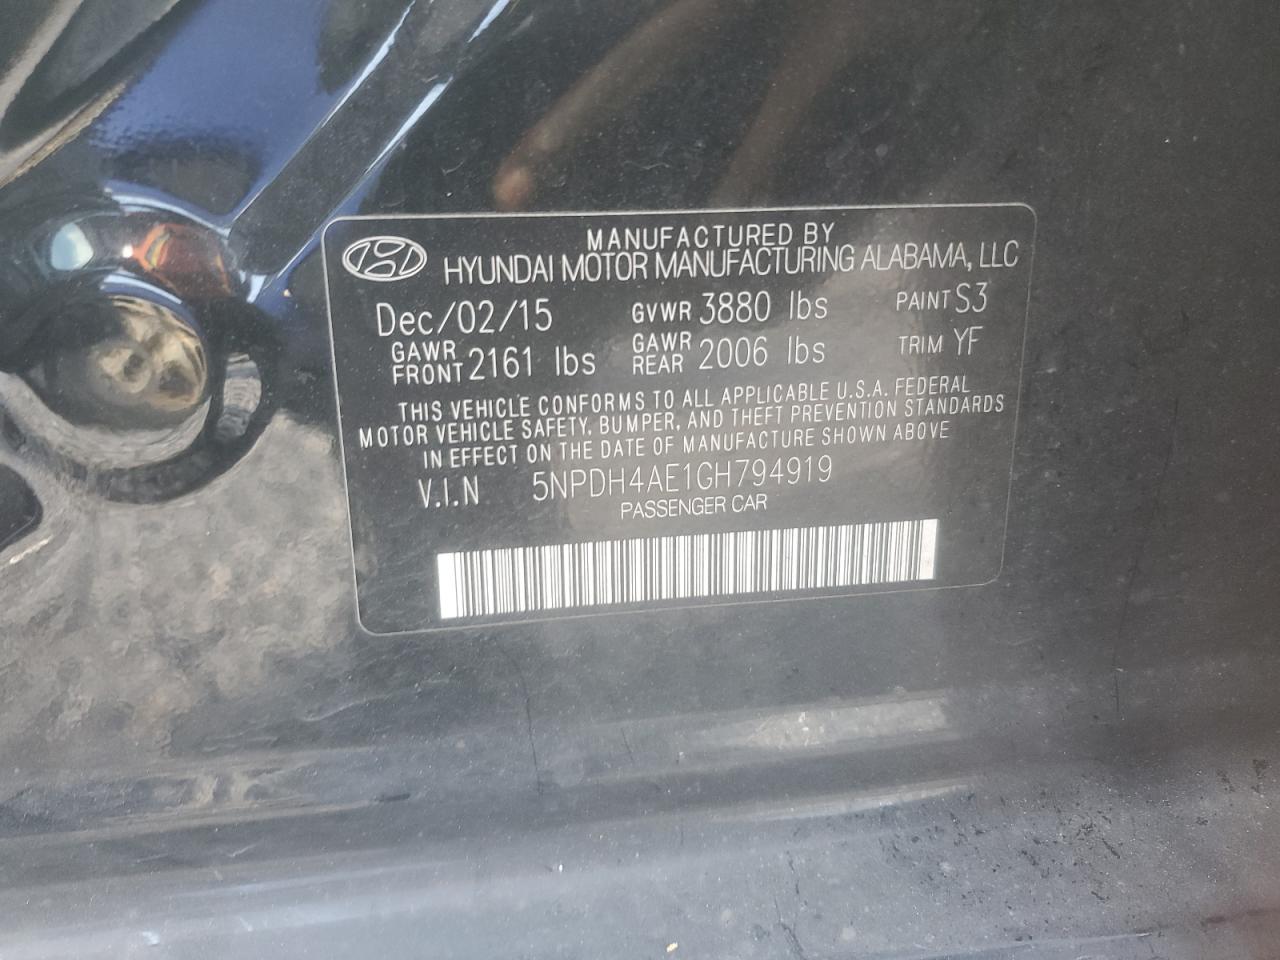 MANUFACTURED BY
HYUNDAI MOTOR MANUFACTURING ALABAMA, LLC
Dec/02/15 GVWR 3880 lbs PAINT S3
GAWR FRONT 2161 lbs GAWR REAR 2006 lbs TRIM YF
THIS VEHICLE CONFORMS TO ALL APPLICABLE U.S.A. FEDERAL
MOTOR VEHICLE SAFETY, BUMPER, AND THEFT PREVENTION STANDARDS
IN EFFECT ON THE DATE OF MANUFACTURE SHOWN ABOVE
V.I.N 5NPDH4AE1GH794919
PASSENGER CAR